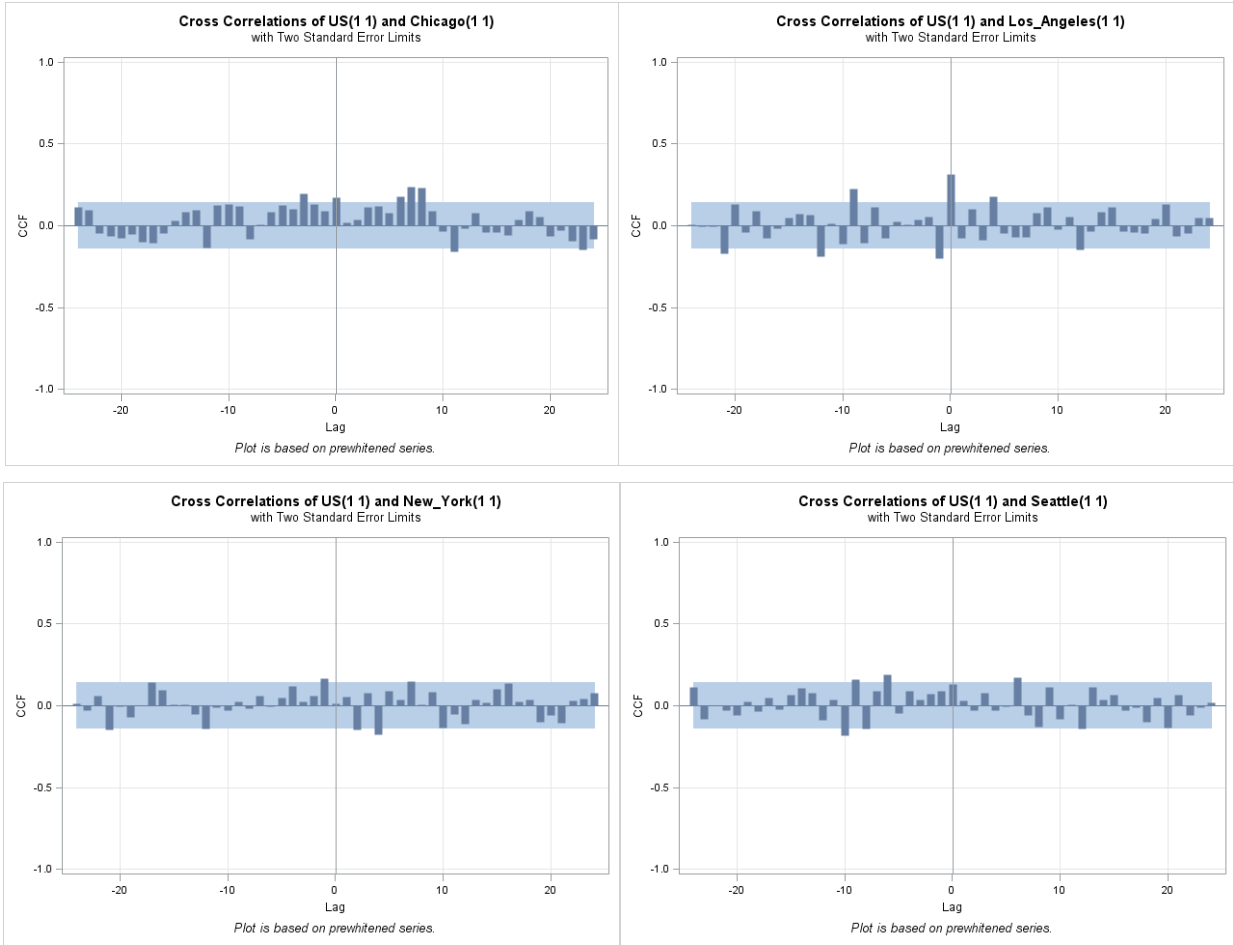 Cross Correlations of US(1 1) and Chicago(1 1)
with Two Standard Error Limits
1.0
0.5
0.0
-0.5
-1.0
CCF
-20
-10
0
10
20
Lag
Plot is based on prewhitened series.
Cross Correlations of US(1 1) and Los_Angeles(1 1)
with Two Standard Error Limits
1.0
0.5
0.0
-0.5
-1.0
CCF
-20
-10
0
10
20
Lag
Plot is based on prewhitened series.
Cross Correlations of US(1 1) and New_York(1 1)
with Two Standard Error Limits
1.0
0.5
0.0
-0.5
-1.0
CCF
-20
-10
0
10
20
Lag
Plot is based on prewhitened series.
Cross Correlations of US(1 1) and Seattle(1 1)
with Two Standard Error Limits
1.0
0.5
0.0
-0.5
-1.0
CCF
-20
-10
0
10
20
Lag
Plot is based on prewhitened series.